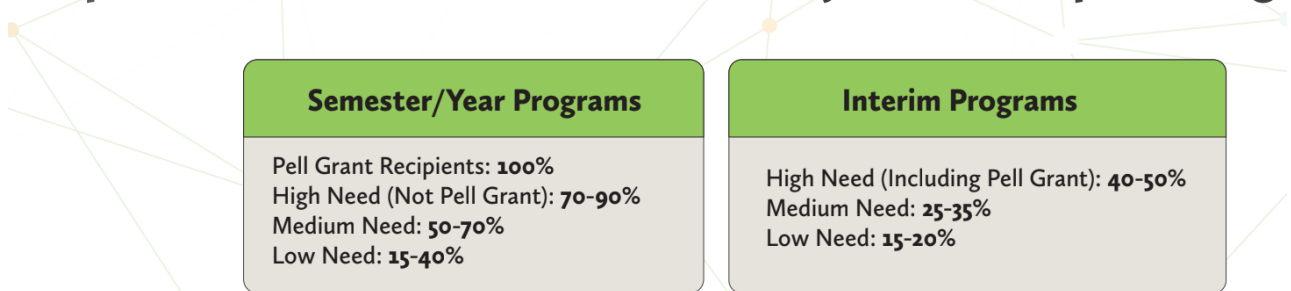 Semester/Year Programs
Pell Grant Recipients: 100%
High Need (Not Pell Grant): 70-90%
Medium Need: 50-70%
Low Need: 15-40%
Interim Programs
High Need (Including Pell Grant): 40-50%
Medium Need: 25-35%
Low Need: 15-20%